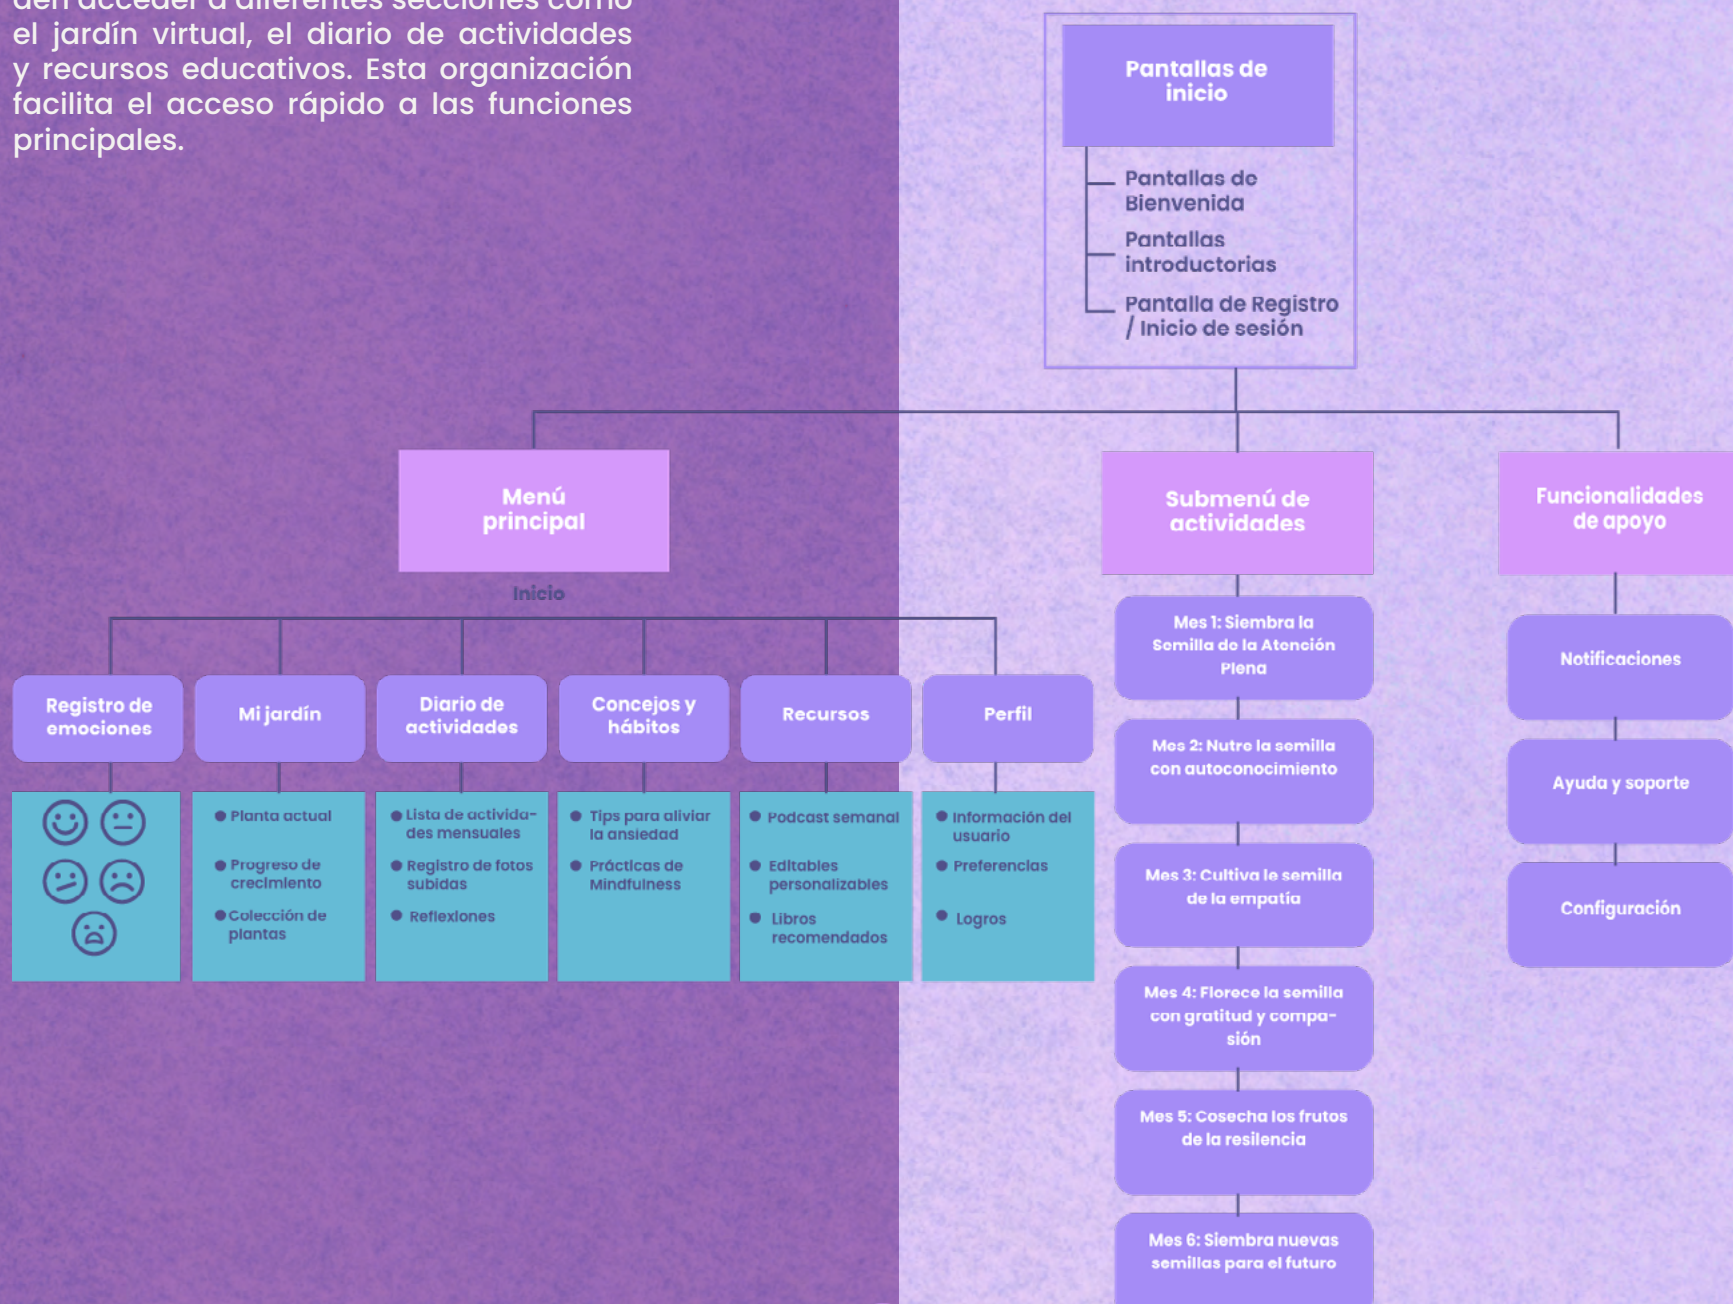 den acceder a diferentes secciones como
el jardín virtual, el diario de actividades
y recursos educativos. Esta organización
facilita el acceso rápido a las funciones
principales.
Pantallas de
inicio
Pantallas de
Bienvenida
Pantallas
introductorias
Pantalla de Registro
/ Inicio de sesión
Menú
principal
Inicio
Registro de
emociones
Mi jardín
Planta actual
Progreso de
crecimiento
Colección de
plantas
Diario de
actividades
Lista de activida-
des mensuales
Registro de fotos
subidas
Reflexiones
Concejos y
hábitos
Tips para aliviar
la ansiedad
Prácticas de
Mindfulness
Recursos
Podcast semanal
Editables
personalizables
Libros
recomendados
Perfil
Información del
usuario
Preferencias
Logros
Submenú de
actividades
Mes 1: Siembra la
Semilla de la Atención
Plena
Mes 2: Nutre la semilla
con autoconocimiento
Mes 3: Cultiva le semilla
de la empatía
Mes 4: Florece la semilla
con gratitud y compa-
sión
Mes 5: Cosecha los frutos
de la resilencia
Mes 6: Siembra nuevas
semillas para el futuro
Funcionalidades
de apoyo
Notificaciones
Ayuda y soporte
Configuración